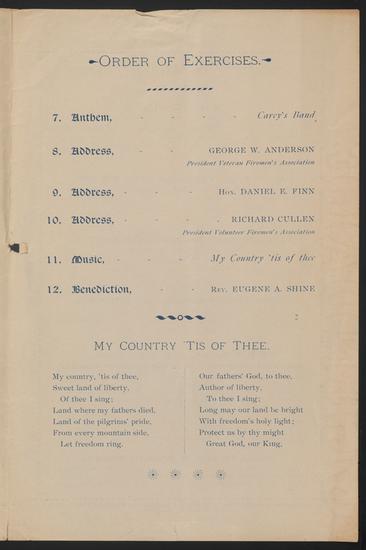 ORDER OF EXERCISES.
7. Anthem, - - - - Carey's Band
8. Address, - - GEORGE W. ANDERSON
President Veteran Firemen's Association
9. Address, - - - HON. DANIEL E. FINN
10. Address, - - - . RICHARD CULLEN
President Volunteer Firemen's Association
11. Music, - - - My Country 'tis of thee
12. Benediction, - - REV. EUGENE A. SHINE
MY COUNTRY 'TIS OF THEE.
My country, 'tis of thee,
Sweet land of liberty,
Of thee I sing;
Land where my fathers died,
Land of the pilgrims' pride,
From every mountain side,
Let freedom ring.
Our fathers' God, to thee,
Author of liberty,
To thee I sing;
Long may our land be bright
With freedom's holy light;
Protect us by thy might
Great God, our King.